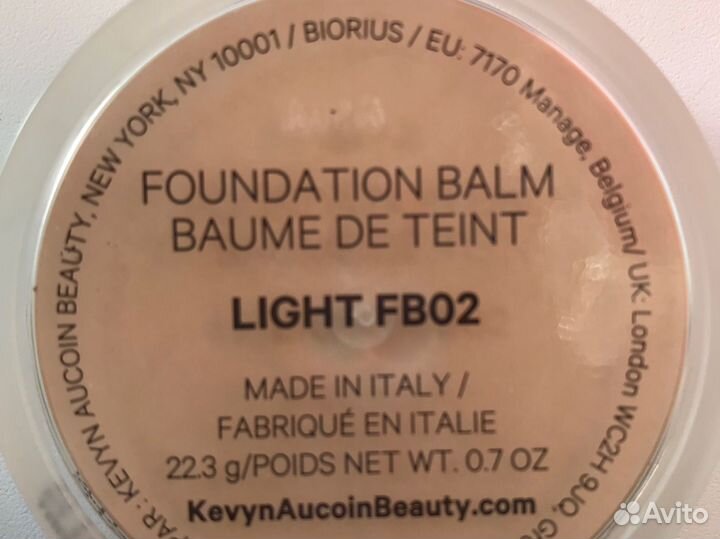 PAR : KEVYN AUCOIN BEAUTY, NEW YORK, NY 10001 / BIORIUS / EU: 7170 Manage, Belgium/ UK: London WC2H 9JQ,
FOUNDATION BALM
BAUME DE TEINT
LIGHT FB02
MADE IN ITALY /
FABRIQUÉ EN ITALIE
22.3 g/POIDS NET WT. 0.7 OZ
KevynAucoinBeauty.com
Avito